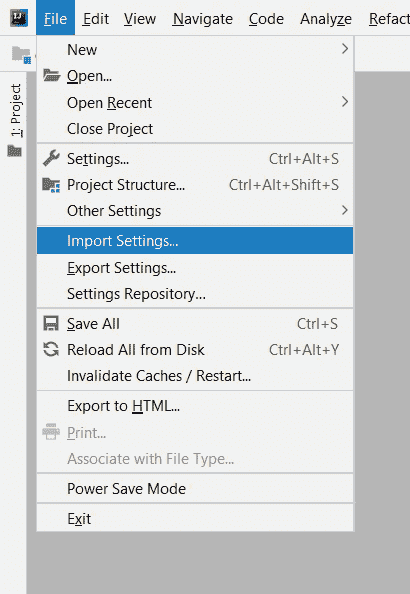 File Edit View Navigate Code Analyze Refact
1: Project
New
Open...
Open Recent
Close Project
Settings... Ctrl+Alt+S
Project Structure... Ctrl+Alt+Shift+S
Other Settings
Import Settings...
Export Settings...
Settings Repository...
Save All Ctrl+S
Reload All from Disk Ctrl+Alt+Y
Invalidate Caches / Restart...
Export to HTML...
Print...
Associate with File Type...
Power Save Mode
Exit